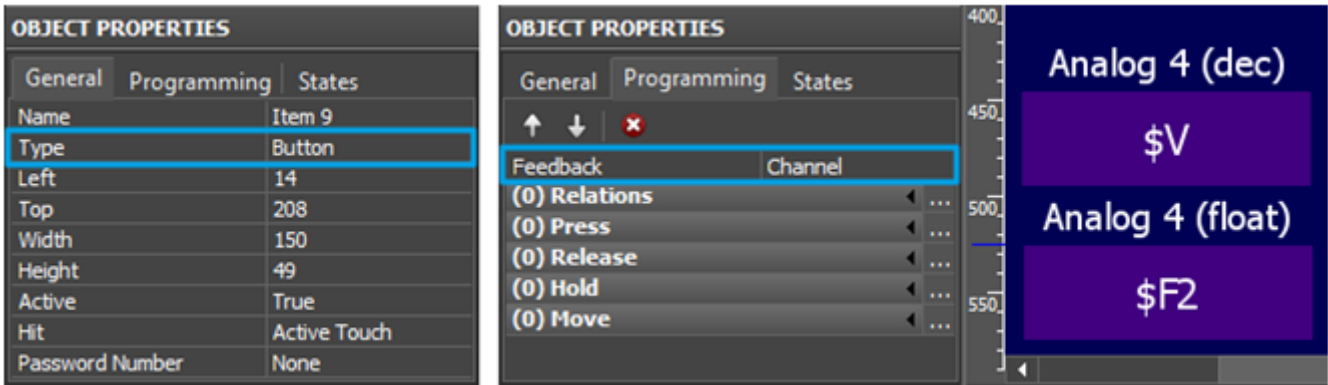 OBJECT PROPERTIES
General Programming States
Name Item 9
Type Button
Left 14
Top 208
Width 150
Height 49
Active True
Hit Active Touch
Password Number None
OBJECT PROPERTIES
General Programming States
Feedback Channel
(0) Relations ...
(0) Press ...
(0) Release ...
(0) Hold ...
(0) Move ...
400
450
500
550
Analog 4 (dec)
$V
Analog 4 (float)
$F2